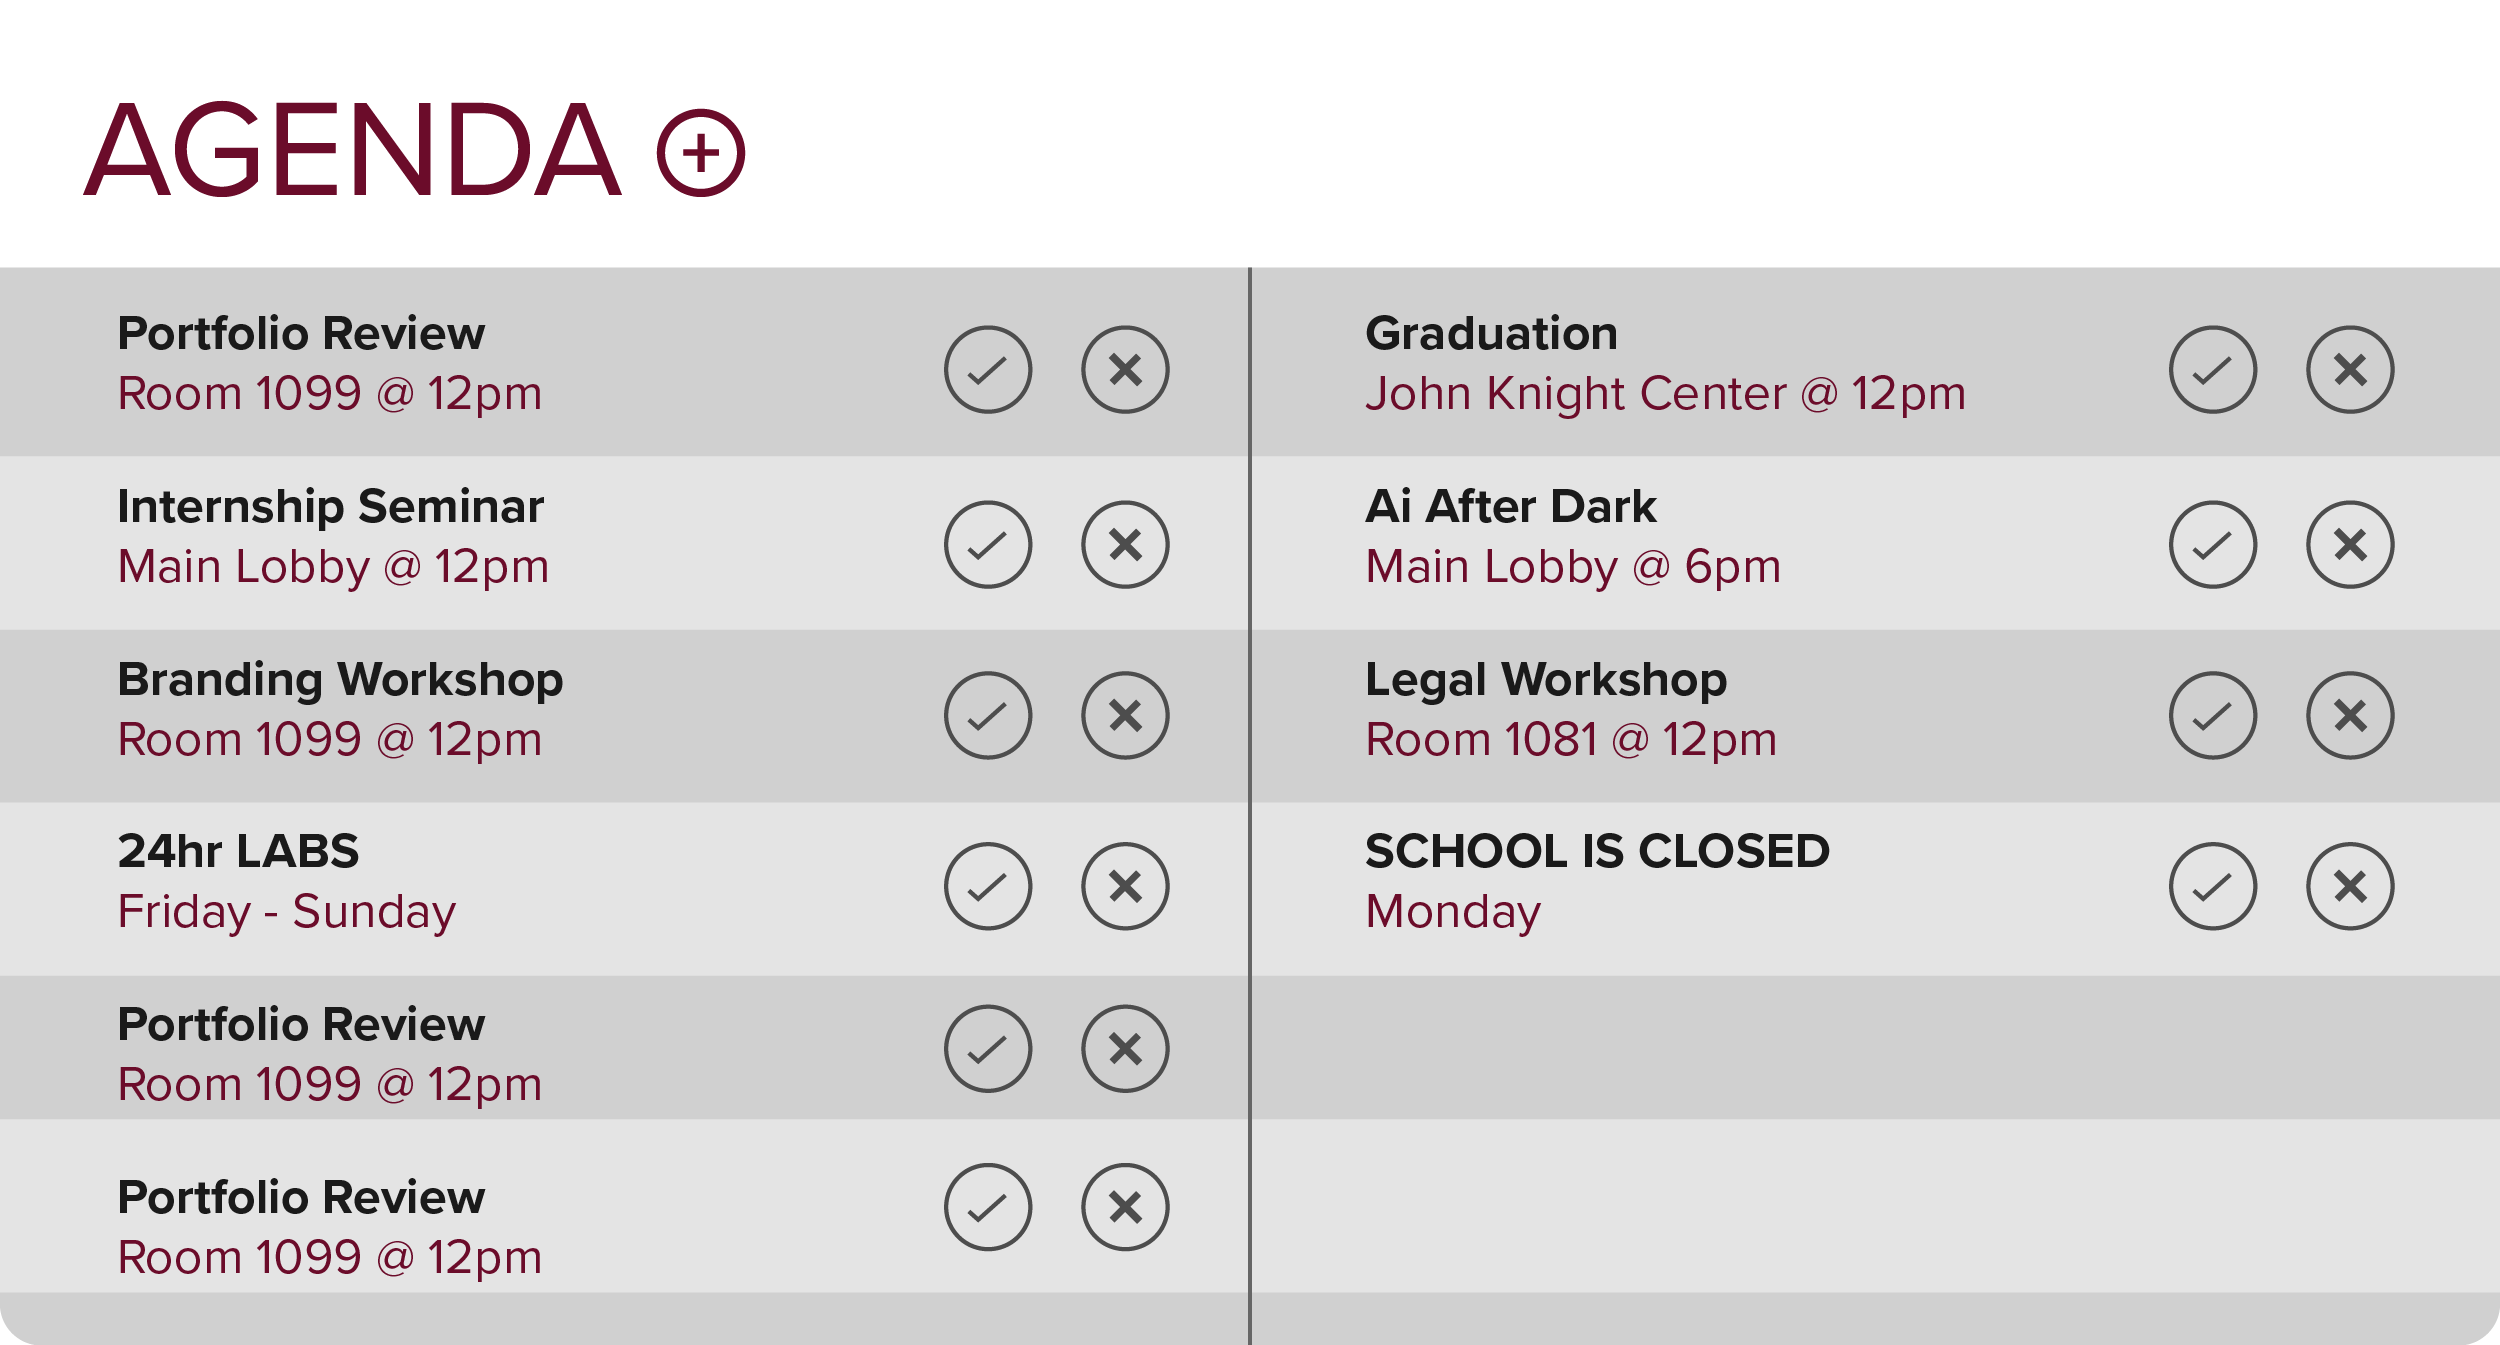 AGENDA +
Portfolio Review
Room 1099 @ 12pm
Internship Seminar
Main Lobby @ 12pm
Branding Workshop
Room 1099 @ 12pm
24hr LABS
Friday - Sunday
Portfolio Review
Room 1099 @ 12pm
Portfolio Review
Room 1099 @ 12pm
Graduation
John Knight Center @ 12pm
Ai After Dark
Main Lobby @ 6pm
Legal Workshop
Room 1081 @ 12pm
SCHOOL IS CLOSED
Monday